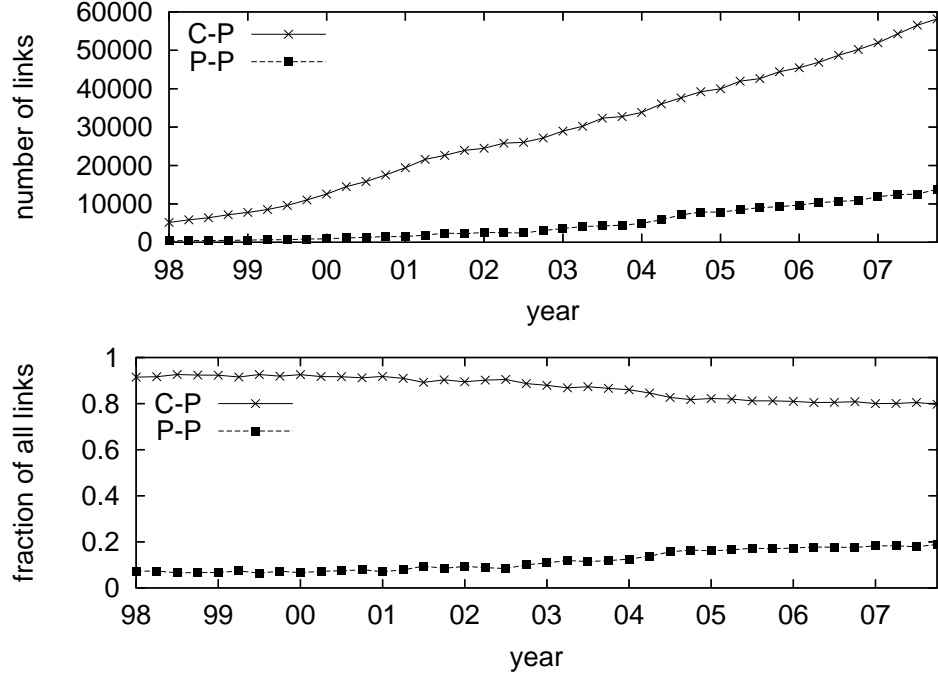 number of links
60000
50000
40000
30000
20000
10000
0
C-P
P-P
98 99 00 01 02 03 04 05 06 07
year
fraction of all links
1
0.8
0.6
0.4
0.2
0
C-P
P-P
98 99 00 01 02 03 04 05 06 07
year